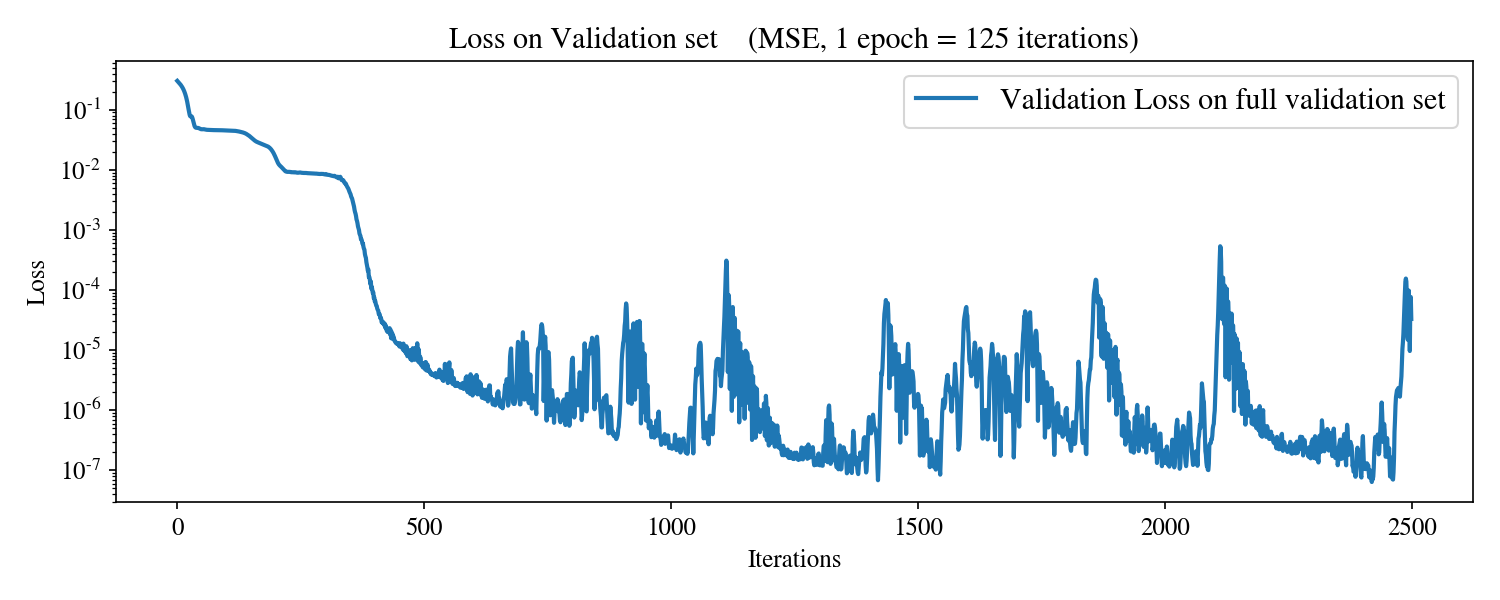 Loss on Validation set (MSE, 1 epoch = 125 iterations)
Validation Loss on full validation set
Loss
10⁻¹
10⁻²
10⁻³
10⁻⁴
10⁻⁵
10⁻⁶
10⁻⁷
0 500 1000 1500 2000 2500
Iterations